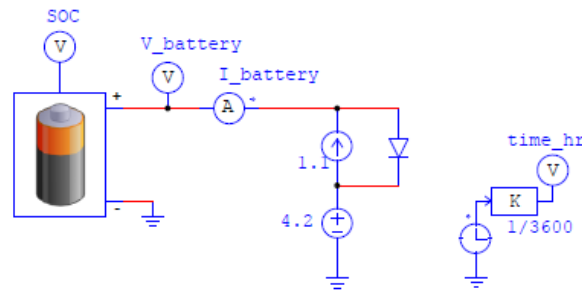 SOC
V
V_battery
V
I_battery
A
+
-
1.1
4.2
time_hr
V
K
1/3600